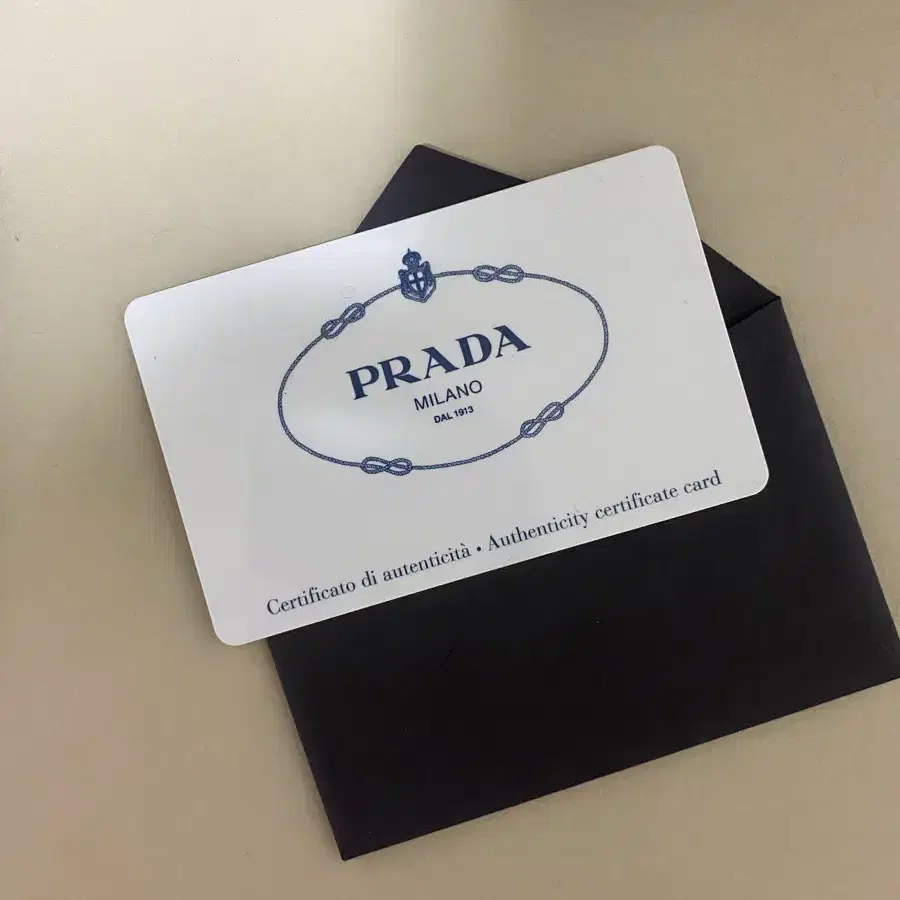 PRADA
MILANO
DAL 1913
Certificato di autenticità • Authenticity certificate card